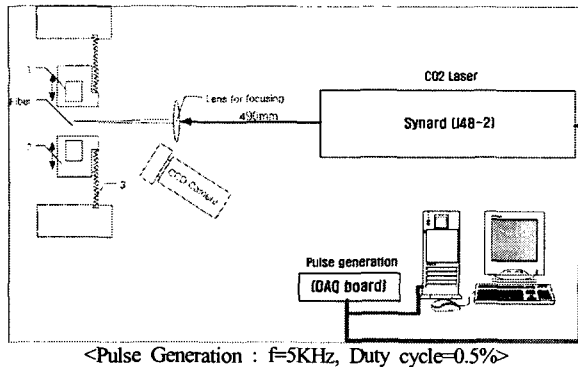 CO2 Laser
1
Lens for focusing
Fiber
490mm
Synard (J48-2)
2
3
CCD Camera
Pulse generation
(DAQ board)
<Pulse Generation : f=5KHz, Duty cycle=0.5%>